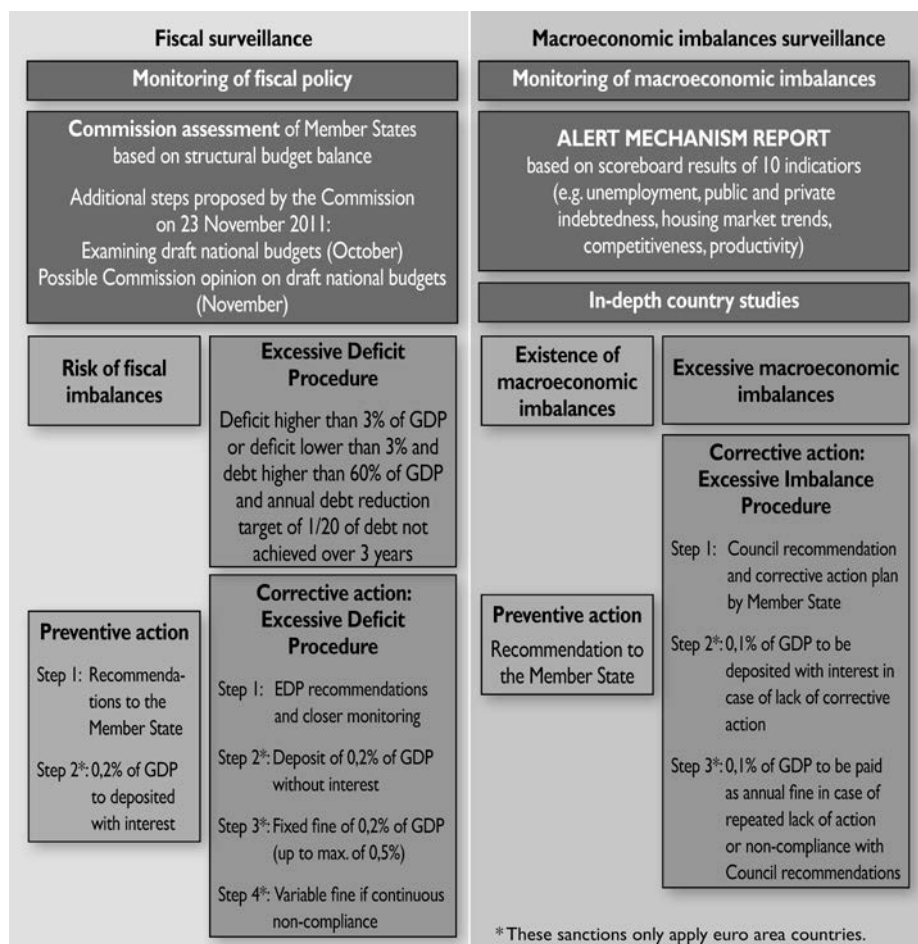 Fiscal surveillance
Monitoring of fiscal policy
Commission assessment of Member States
based on structural budget balance
Additional steps proposed by the Commission
on 23 November 2011:
Examining draft national budgets (October)
Possible Commission opinion on draft national budgets
(November)
Risk of fiscal
imbalances
Excessive Deficit
Procedure
Deficit higher than 3% of GDP
or deficit lower than 3% and
debt higher than 60% of GDP
and annual debt reduction
target of 1/20 of debt not
achieved over 3 years
Preventive action
Step 1: Recommenda-
tions to the
Member State
Step 2*: 0,2% of GDP
to deposited
with interest
Corrective action:
Excessive Deficit
Procedure
Step 1: EDP recommendations
and closer monitoring
Step 2*: Deposit of 0,2% of GDP
without interest
Step 3*: Fixed fine of 0,2% of GDP
(up to max. of 0,5%)
Step 4*: Variable fine if continuous
non-compliance
Macroeconomic imbalances surveillance
Monitoring of macroeconomic imbalances
ALERT MECHANISM REPORT
based on scoreboard results of 10 indicatiors
(e.g. unemployment, public and private
indebtedness, housing market trends,
competitiveness, productivity)
In-depth country studies
Existence of
macroeconomic
imbalances
Excessive macroeconomic
imbalances
Preventive action
Recommendation to
the Member State
Corrective action:
Excessive Imbalance
Procedure
Step 1: Council recommendation
and corrective action plan
by Member State
Step 2*: 0,1% of GDP to be
deposited with interest in
case of lack of corrective
action
Step 3*: 0,1% of GDP to be paid
as annual fine in case of
repeated lack of action
or non-compliance with
Council recommendations
* These sanctions only apply euro area countries.